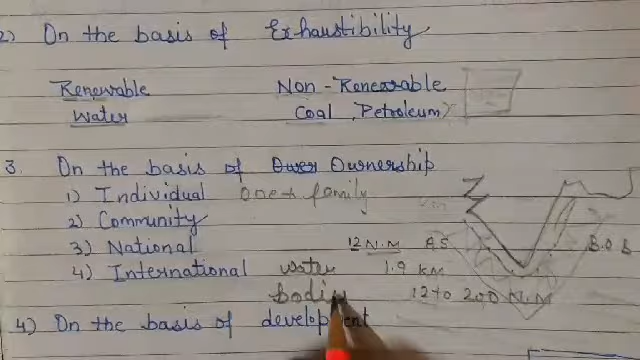 2) On the basis of Exhaustibility
Renewable Non-Renewable
Water Coal, Petroleum)
3. On the basis of Ownership
1) Individual one + family
2) Community
3) National 12 N.M A.S B.O.B
4) International water 1.9 KM
bodies 12 to 200 N.M
4) On the basis of development